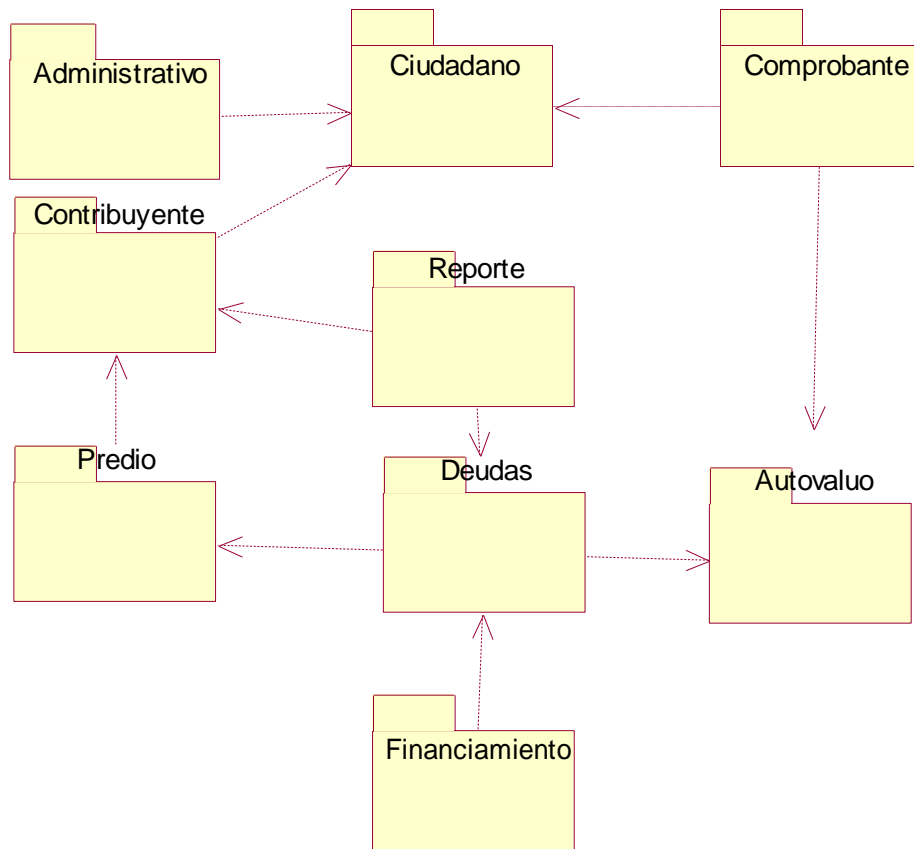 Administrativo
Ciudadano
Comprobante
Contribuyente
Reporte
Predio
Deudas
Autovaluo
Financiamiento